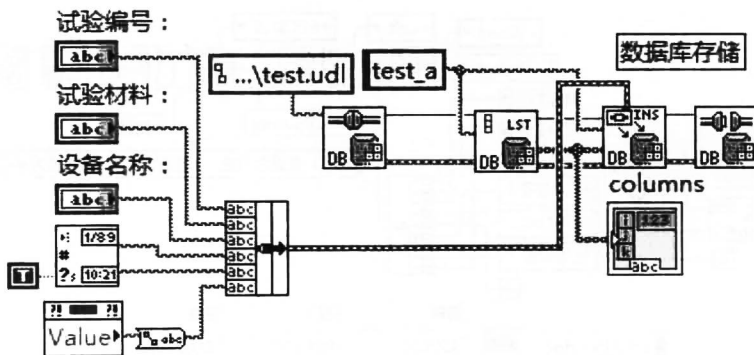 试验编号：
abc
试验材料：
abc
设备名称：
abc
...\test.udl
test_a
数据库存储
DB
LST
DB
INS
DB
DB
columns
i
j
k
123
abc
abc
abc
abc
abc
abc
abc
1/89
#
?
10:21
T
?!
?!
Value
abc